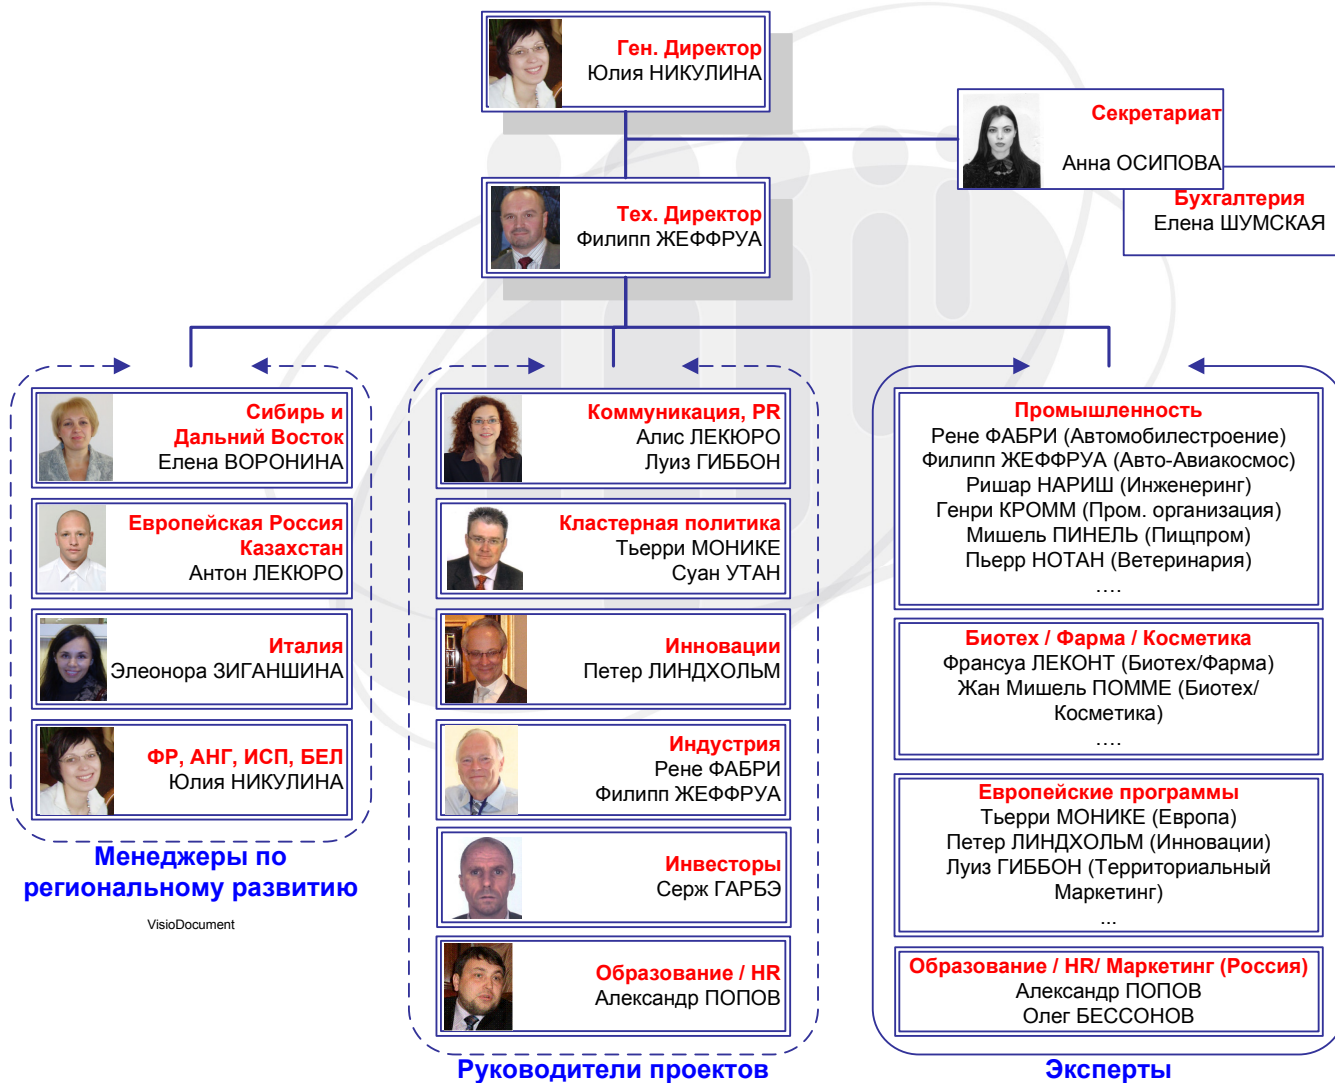 Ген. Директор
Юлия НИКУЛИНА
Секретариат
Анна ОСИПОВА
Бухгалтерия
Елена ШУМСКАЯ
Тех. Директор
Филипп ЖЕФФРУА
Сибирь и
Дальний Восток
Елена ВОРОНИНА
Европейская Россия
Казахстан
Антон ЛЕКЮРО
Италия
Элеонора ЗИГАНШИНА
ФР, АНГ, ИСП, БЕЛ
Юлия НИКУЛИНА
Менеджеры по
региональному развитию
VisioDocument
Коммуникация, PR
Алис ЛЕКЮРО
Луиз ГИББОН
Кластерная политика
Тьерри МОНИКЕ
Суан УТАН
Инновации
Петер ЛИНДХОЛЬМ
Индустрия
Рене ФАБРИ
Филипп ЖЕФФРУА
Инвесторы
Серж ГАРБЭ
Образование / HR
Александр ПОПОВ
Руководители проектов
Промышленность
Рене ФАБРИ (Автомобилестроение)
Филипп ЖЕФФРУА (Авто-Авиакосмос)
Ришар НАРИШ (Инженеринг)
Генри КРОММ (Пром. организация)
Мишель ПИНЕЛЬ (Пищпром)
Пьерр НОТАН (Ветеринария)
….
Биотех / Фарма / Косметика
Франсуа ЛЕКОНТ (Биотех/Фарма)
Жан Мишель ПОММЕ (Биотех/
Косметика)
….
Европейские программы
Тьерри МОНИКЕ (Европа)
Петер ЛИНДХОЛЬМ (Инновации)
Луиз ГИББОН (Территориальный
Маркетинг)
...
Образование / HR/ Маркетинг (Россия)
Александр ПОПОВ
Олег БЕССОНОВ
Эксперты